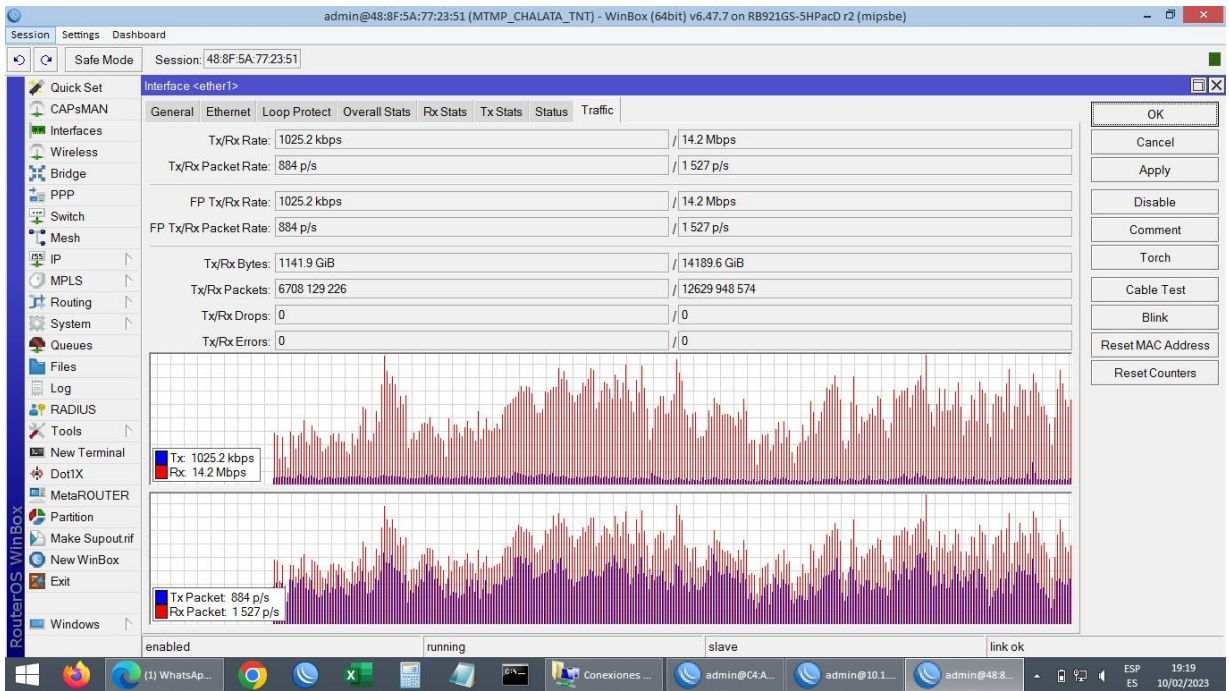 admin@48:8F:5A:77:23:51 (MTMP_CHALATA_TNT) - WinBox (64bit) v6.47.7 on RB921GS-5HPacD r2 (mipsbe)
Session Settings Dashboard
Safe Mode Session: 48:8F:5A:77:23:51
Quick Set
CAPsMAN
Interfaces
Wireless
Bridge
PPP
Switch
Mesh
IP
MPLS
Routing
System
Queues
Files
Log
RADIUS
Tools
New Terminal
Dot1X
MetaROUTER
Partition
Make Supout.rif
New WinBox
Exit
Windows
RouterOS WinBox
Interface <ether1>
General Ethernet Loop Protect Overall Stats Rx Stats Tx Stats Status Traffic
Tx/Rx Rate: 1025.2 kbps / 14.2 Mbps
Tx/Rx Packet Rate: 884 p/s / 1 527 p/s
FP Tx/Rx Rate: 1025.2 kbps / 14.2 Mbps
FP Tx/Rx Packet Rate: 884 p/s / 1 527 p/s
Tx/Rx Bytes: 1141.9 GiB / 14189.6 GiB
Tx/Rx Packets: 6708 129 226 / 12629 948 574
Tx/Rx Drops: 0 / 0
Tx/Rx Errors: 0 / 0
Tx: 1025.2 kbps
Rx: 14.2 Mbps
Tx Packet: 884 p/s
Rx Packet: 1 527 p/s
OK
Cancel
Apply
Disable
Comment
Torch
Cable Test
Blink
Reset MAC Address
Reset Counters
enabled running slave link ok
(1) WhatsAp... Conexiones ... admin@C4:A... admin@10.1.... admin@48:8... ESP 19:19
ES 10/02/2023